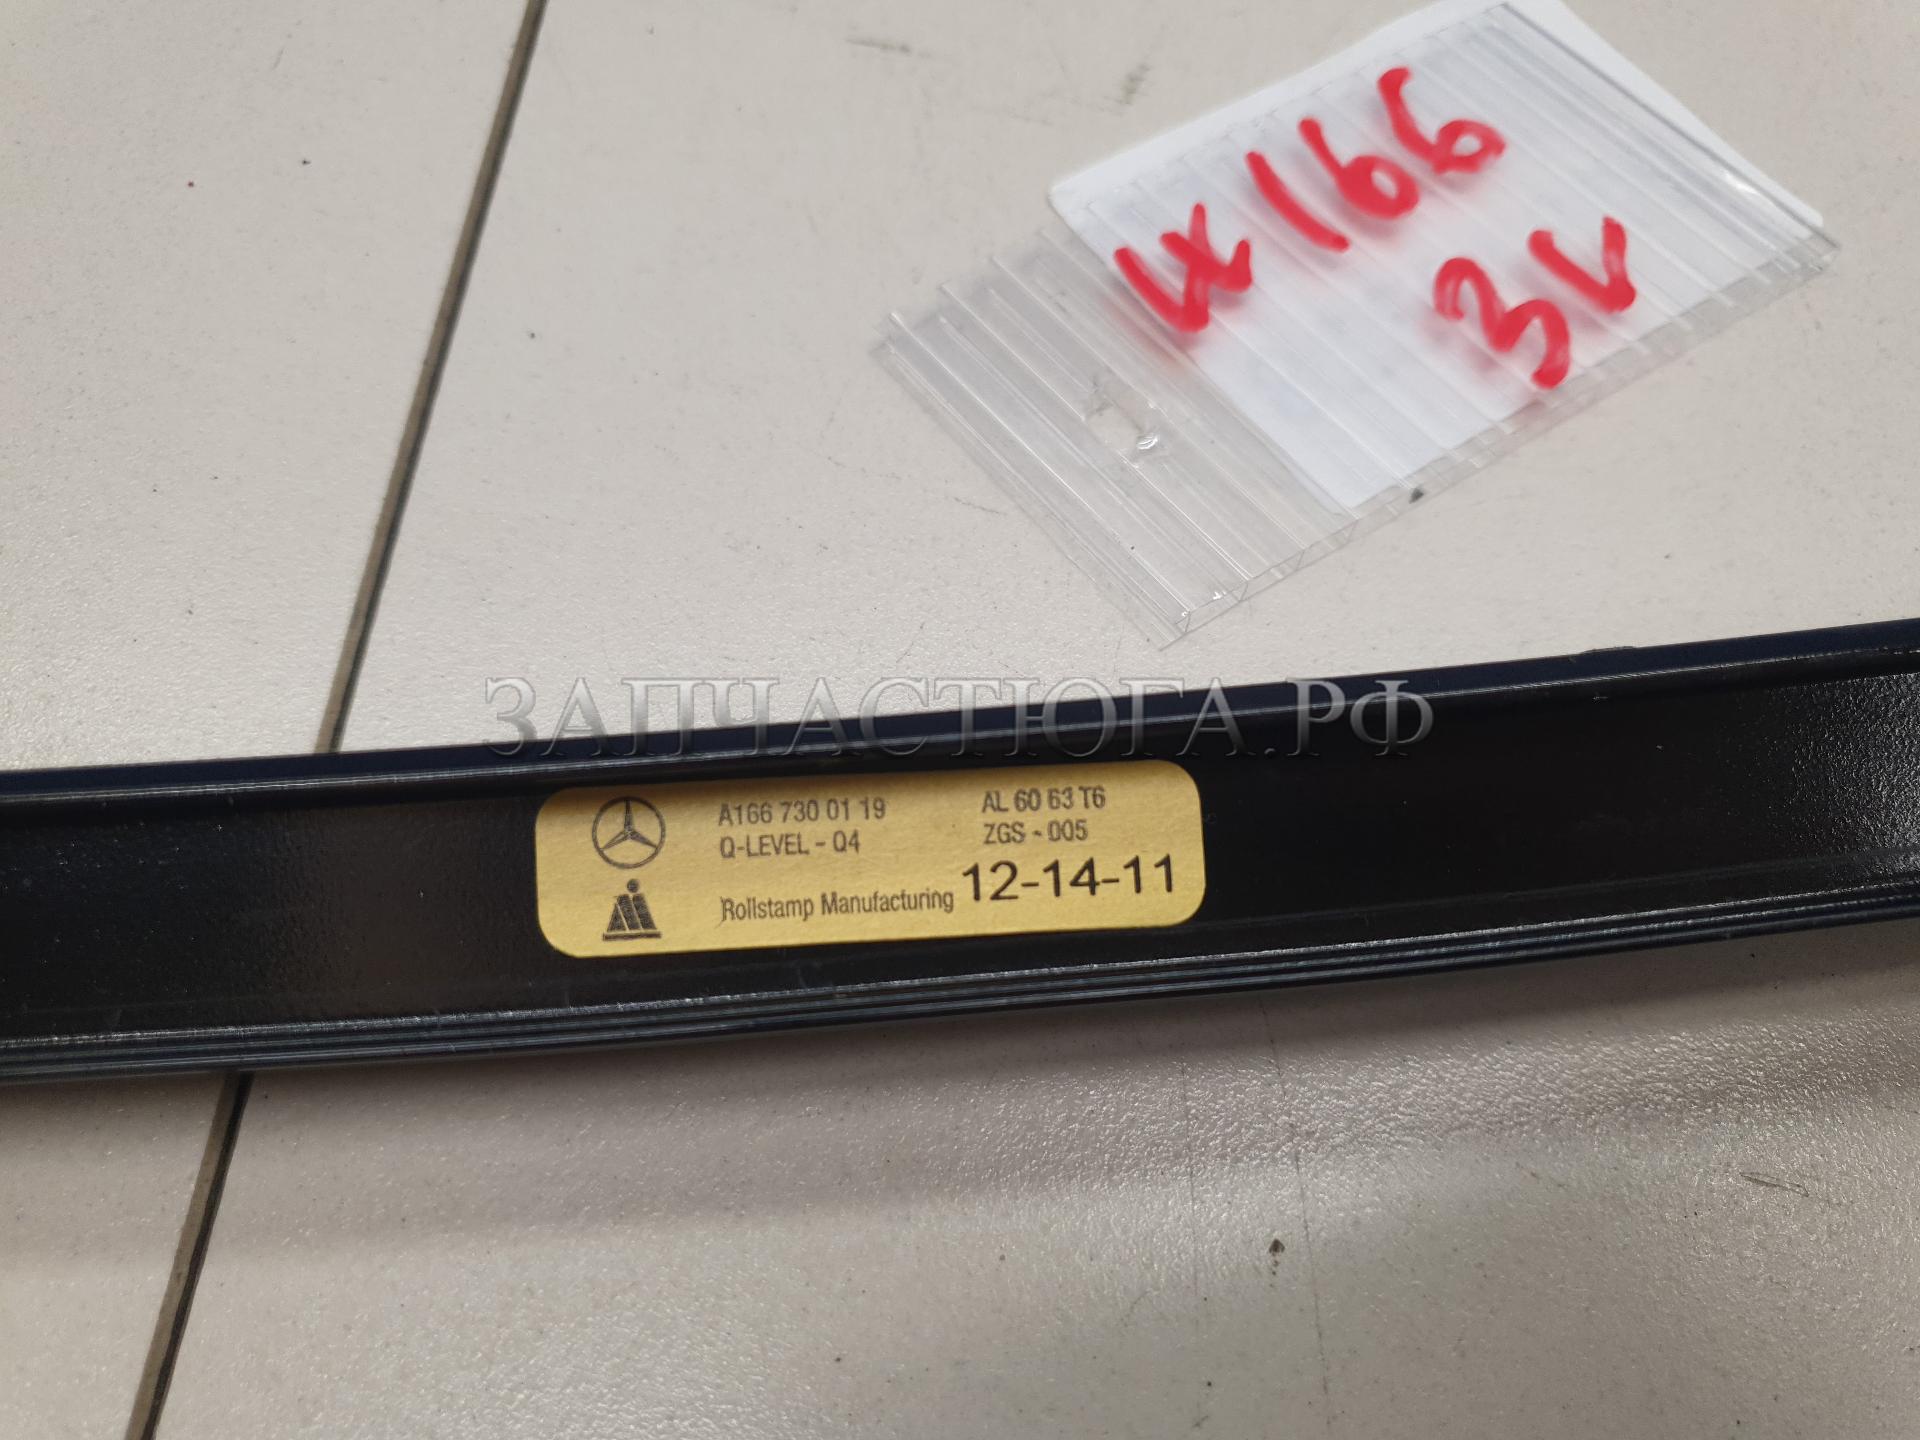 x166
3L
ЗАПЧАСТЮГА.РФ
A166 730 01 19 AL 60 63 T6
Q-LEVEL - Q4 ZGS - 005
Rollstamp Manufacturing 12-14-11